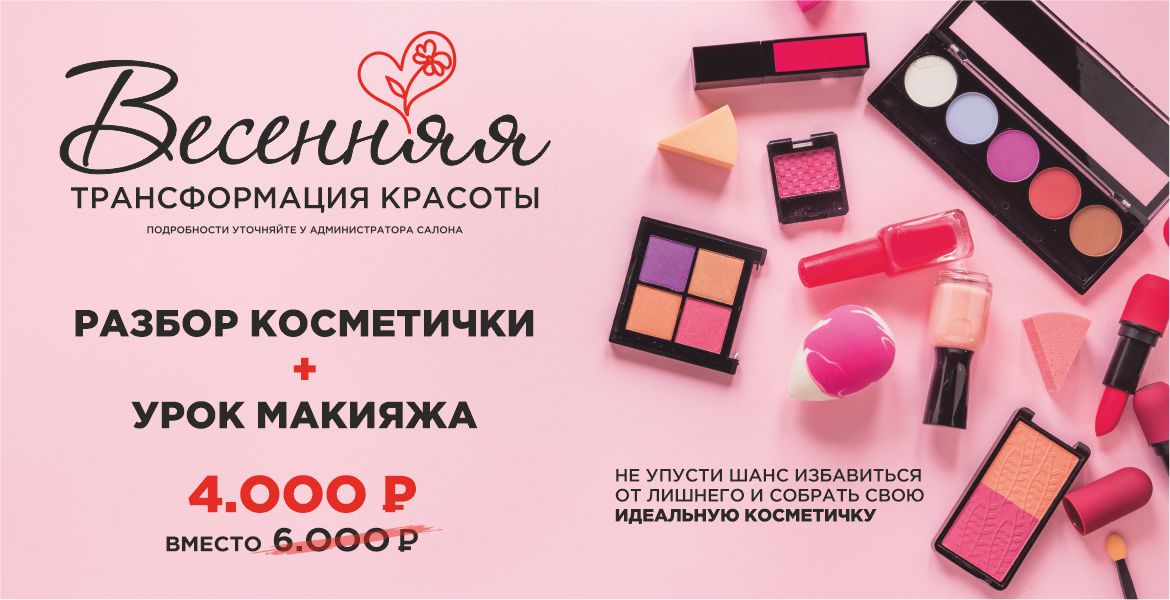 Весенняя
ТРАНСФОРМАЦИЯ КРАСОТЫ
ПОДРОБНОСТИ УТОЧНЯЙТЕ У АДМИНИСТРАТОРА САЛОНА
РАЗБОР КОСМЕТИЧКИ
+
УРОК МАКИЯЖА
4.000 ₽
ВМЕСТО 6.000 ₽
НЕ УПУСТИ ШАНС ИЗБАВИТЬСЯ
ОТ ЛИШНЕГО И СОБРАТЬ СВОЮ
ИДЕАЛЬНУЮ КОСМЕТИЧКУ